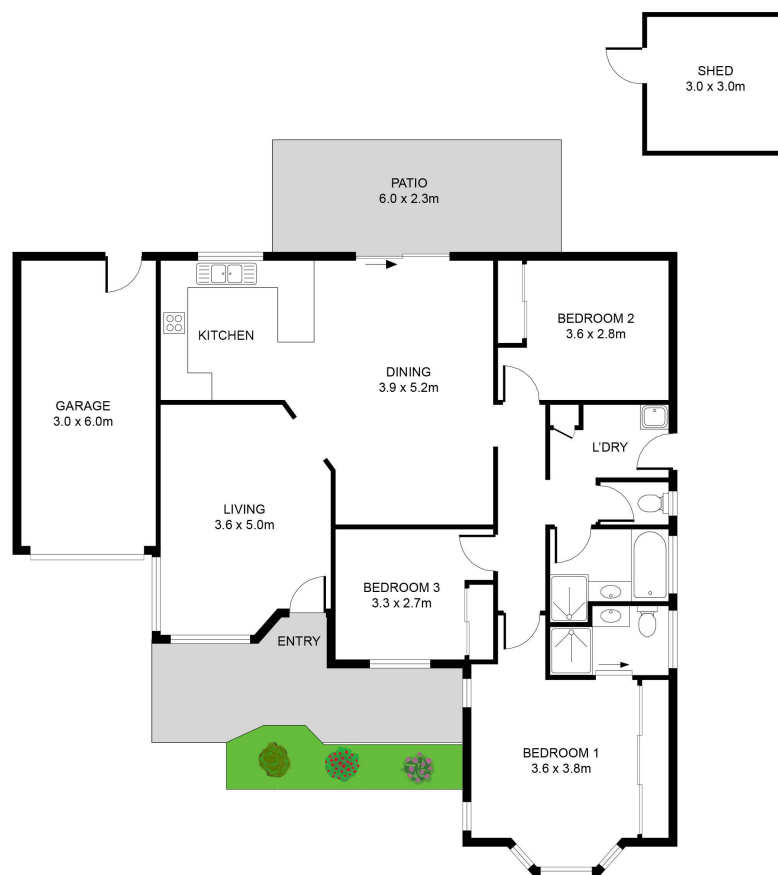 SHED
3.0 x 3.0m
PATIO
6.0 x 2.3m
KITCHEN
BEDROOM 2
3.6 x 2.8m
DINING
3.9 x 5.2m
GARAGE
3.0 x 6.0m
L'DRY
LIVING
3.6 x 5.0m
BEDROOM 3
3.3 x 2.7m
ENTRY
BEDROOM 1
3.6 x 3.8m